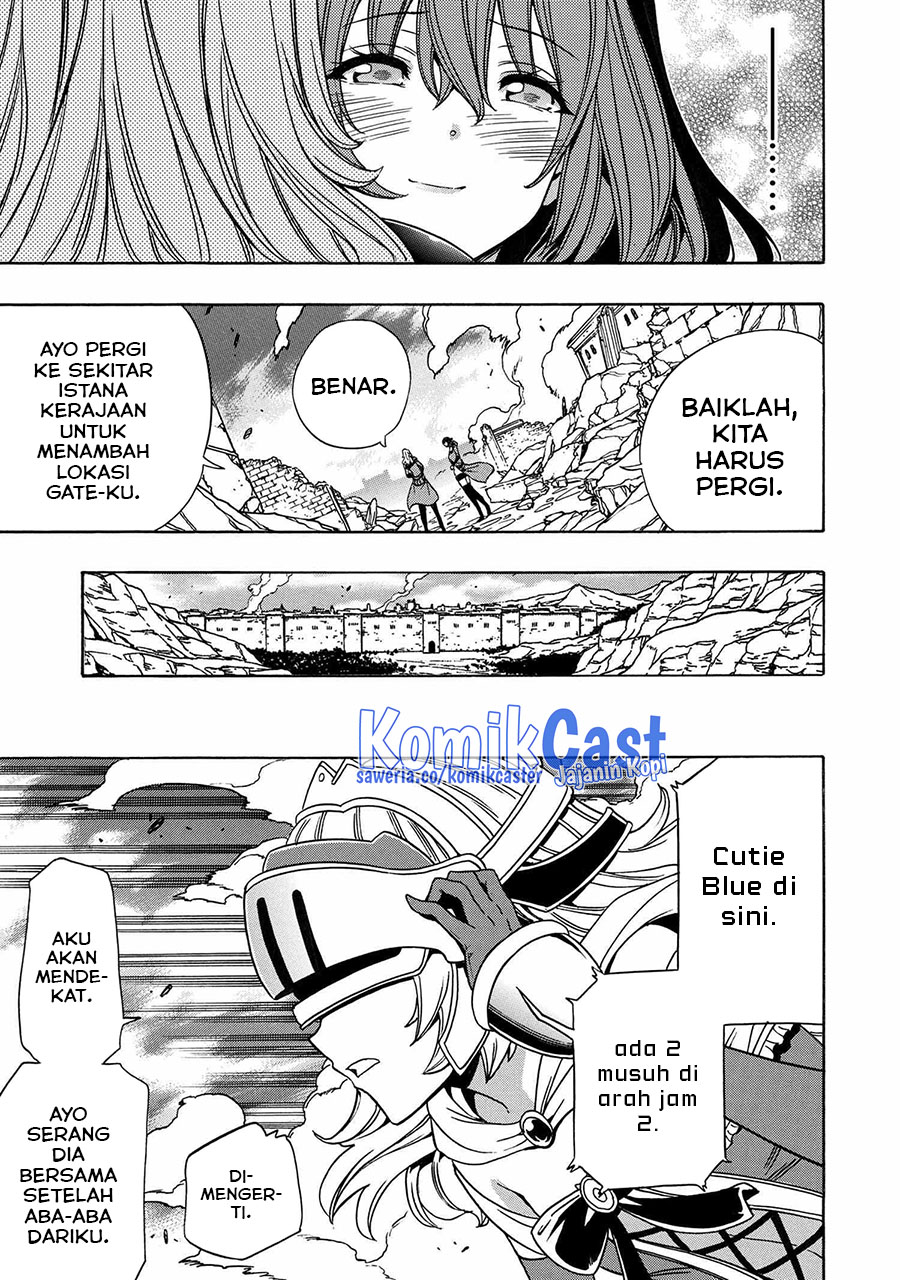 BAIKLAH,
KITA
HARUS
PERGI.
BENAR.
AYO PERGI
KE SEKITAR
ISTANA
KERAJAAN
UNTUK
MENAMBAH
LOKASI
GATE-KU.
KomikCast
saweria.co/komikcaster
Jajanin Kopi
Cutie
Blue di
sini.
ada 2
musuh di
arah jam
2.
AKU
AKAN
MENDE-
KAT.
AYO
SERANG
DIA
BERSAMA
SETELAH
ABA-ABA
DARIKU.
DI-
MENGER-
TI.